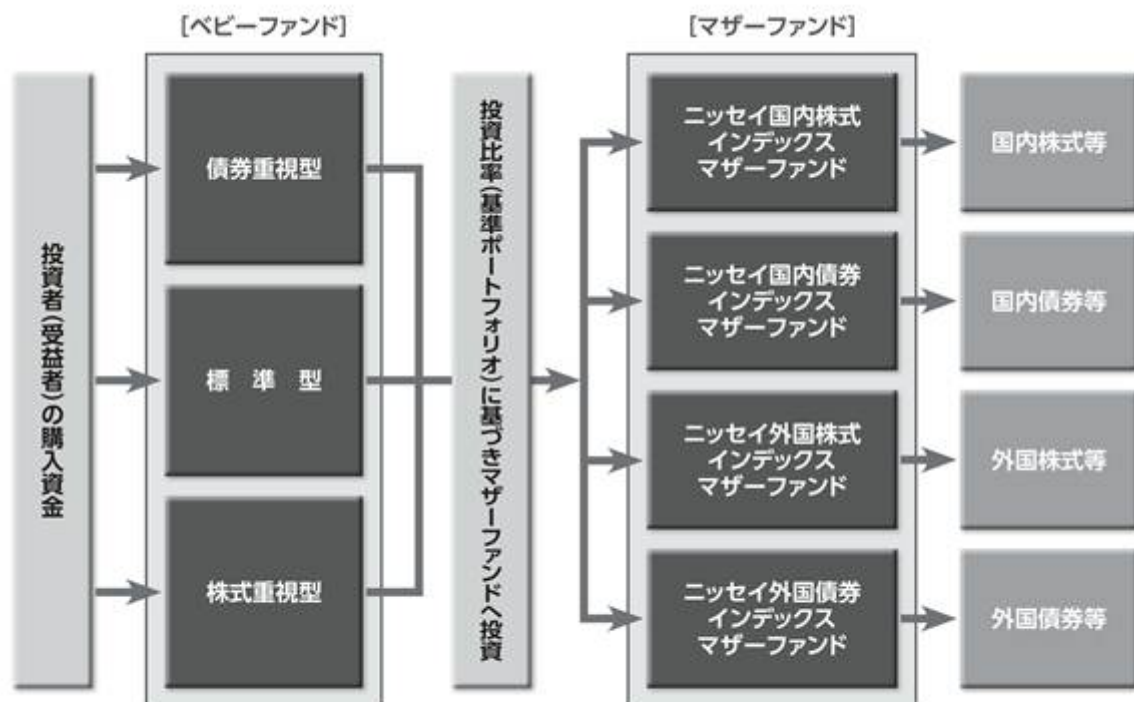 [ベビーファンド]
[マザーファンド]
投資者(受益者)の購入資金
債券重視型
標 準 型
株式重視型
投資比率(基準ポートフォリオ)に基づきマザーファンドへ投資
ニッセイ国内株式
インデックス
マザーファンド
国内株式等
ニッセイ国内債券
インデックス
マザーファンド
国内債券等
ニッセイ外国株式
インデックス
マザーファンド
外国株式等
ニッセイ外国債券
インデックス
マザーファンド
外国債券等